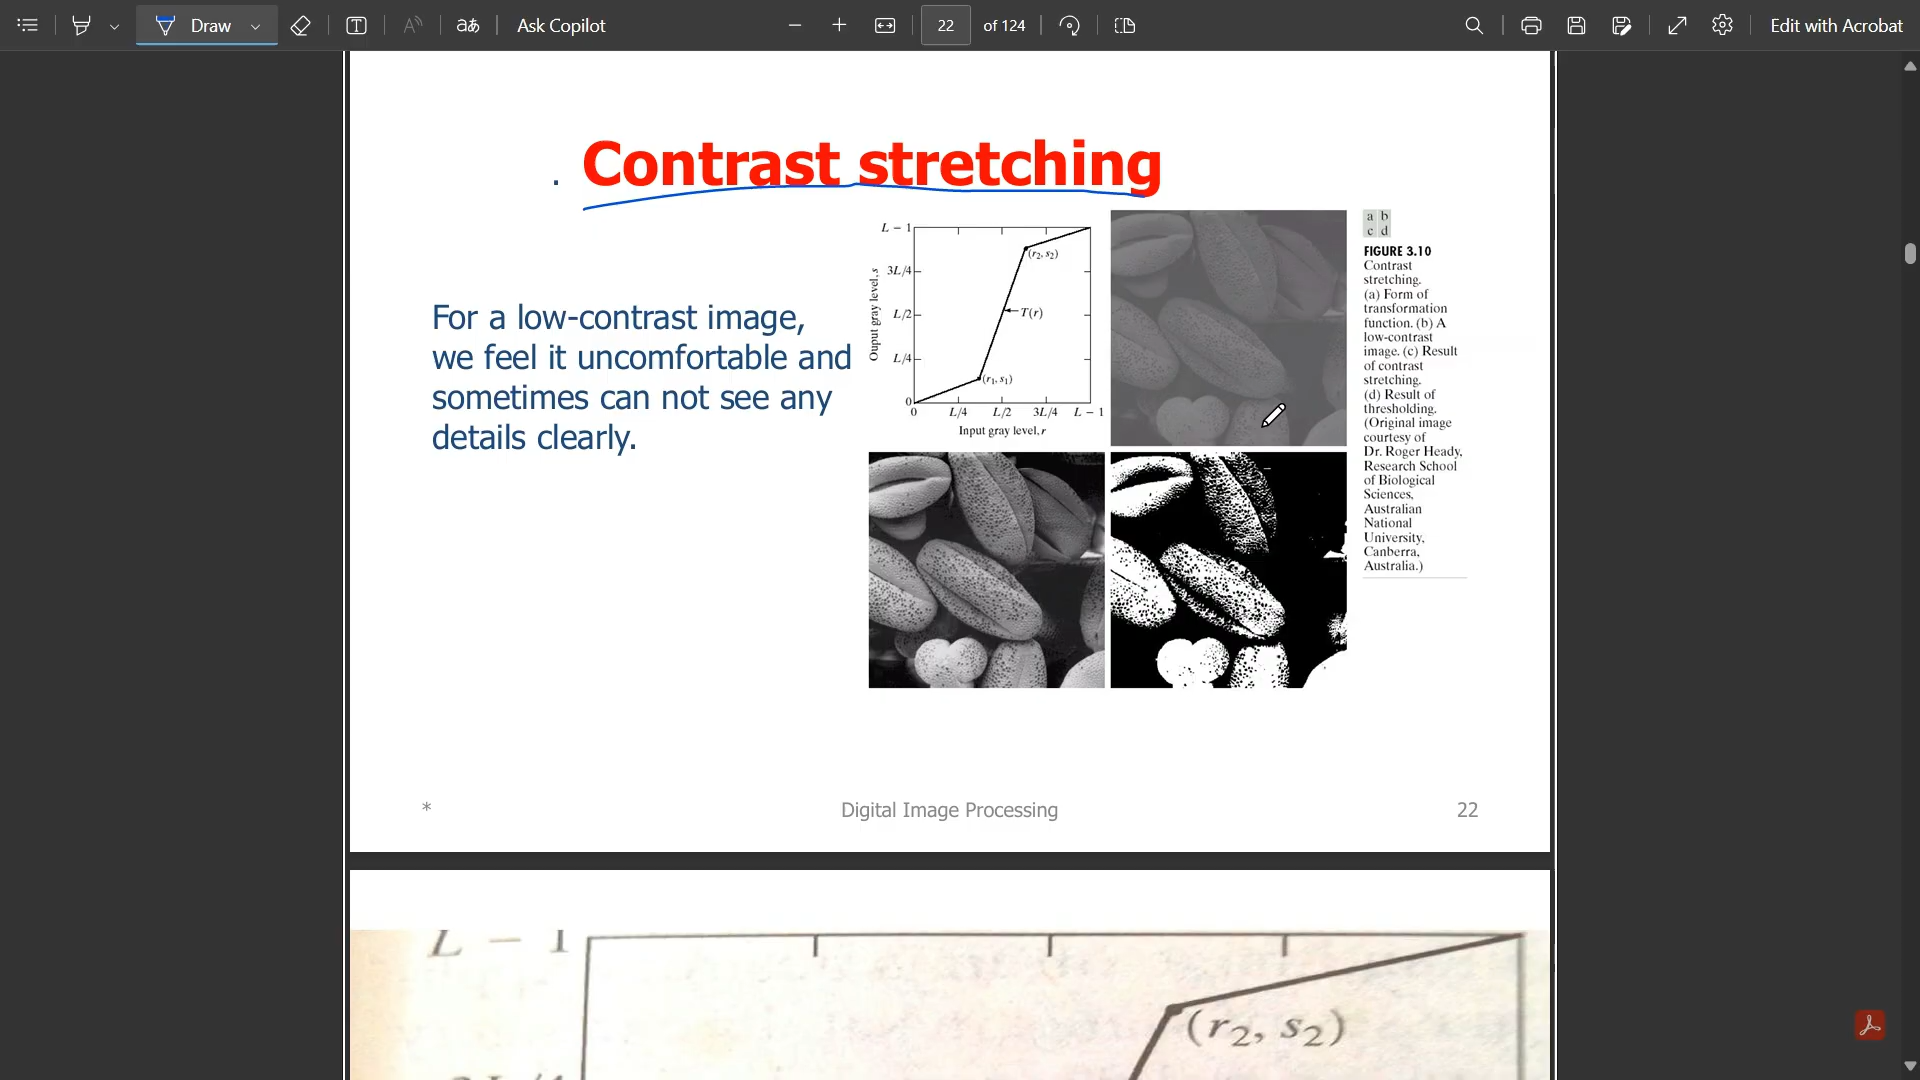 Draw
aあ
Ask Copilot
22
of 124
Edit with Acrobat
. Contrast stretching
For a low-contrast image,
we feel it uncomfortable and
sometimes can not see any
details clearly.
L − 1
3L/4
L/2
L/4
0
Ouput gray level, s
(r2, s2)
T(r)
(r1, s1)
0 L/4 L/2 3L/4 L − 1
Input gray level, r
a b
c d
FIGURE 3.10
Contrast
stretching.
(a) Form of
transformation
function. (b) A
low-contrast
image. (c) Result
of contrast
stretching.
(d) Result of
thresholding.
(Original image
courtesy of
Dr. Roger Heady,
Research School
of Biological
Sciences,
Australian
National
University,
Canberra,
Australia.)
* Digital Image Processing 22
L − 1
(r2, s2)